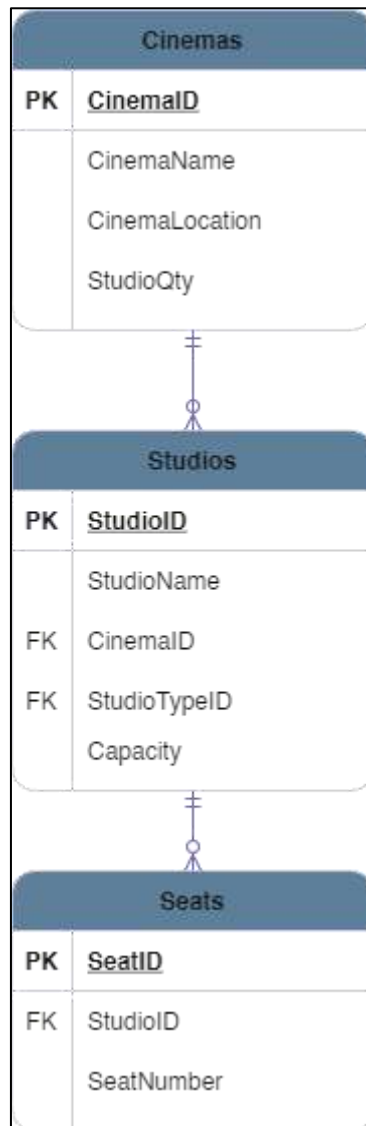 Cinemas
PK CinemaID
CinemaName
CinemaLocation
StudioQty
Studios
PK StudioID
StudioName
FK CinemaID
FK StudioTypeID
Capacity
Seats
PK SeatID
FK StudioID
SeatNumber